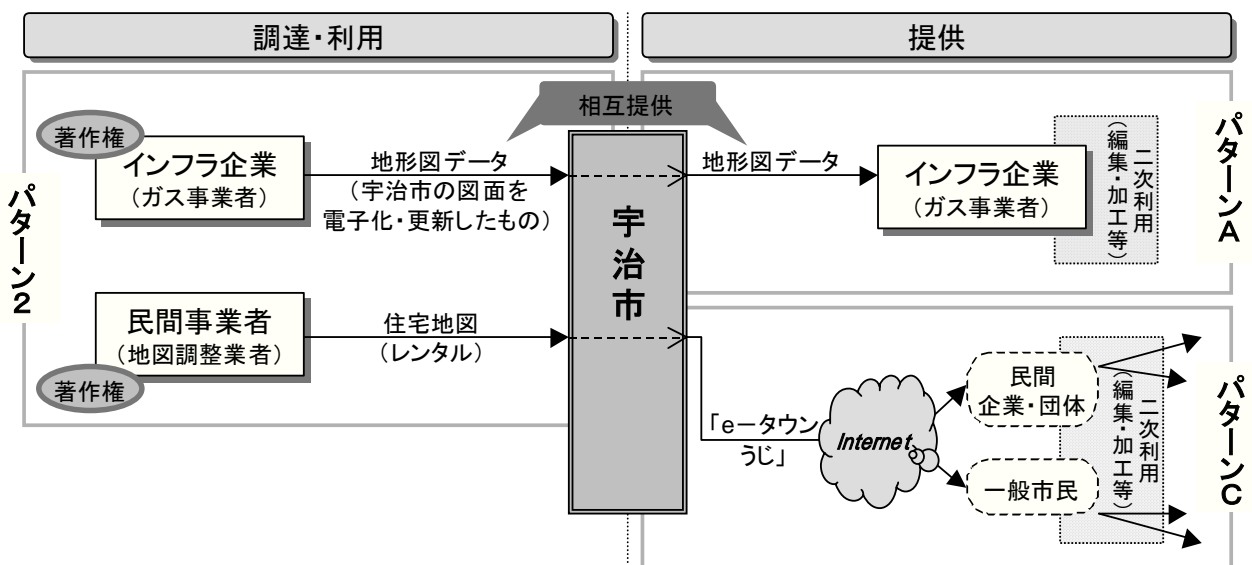 調達・利用
提供
相互提供
パターン2
著作権
インフラ企業
(ガス事業者)
地形図データ
(宇治市の図面を
電子化・更新したもの)
民間事業者
(地図調整業者)
著作権
住宅地図
(レンタル)
宇治市
地形図データ
インフラ企業
(ガス事業者)
二次利用
(編集・加工等)
パターンA
「e-タウン
うじ」
Internet
民間
企業・団体
一般市民
二次利用
(編集・加工等)
パターンC